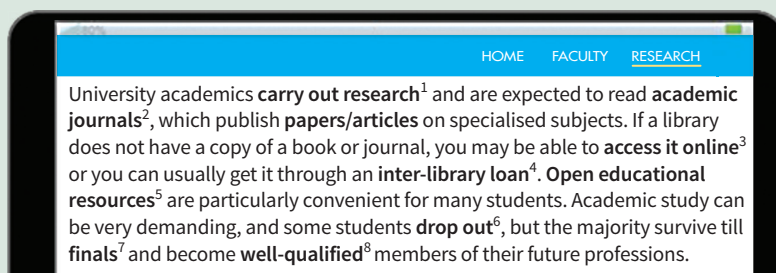 80%
HOME FACULTY RESEARCH
University academics carry out research¹ and are expected to read academic
journals², which publish papers/articles on specialised subjects. If a library
does not have a copy of a book or journal, you may be able to access it online³
or you can usually get it through an inter-library loan⁴. Open educational
resources⁵ are particularly convenient for many students. Academic study can
be very demanding, and some students drop out⁶, but the majority survive till
finals⁷ and become well-qualified⁸ members of their future professions.